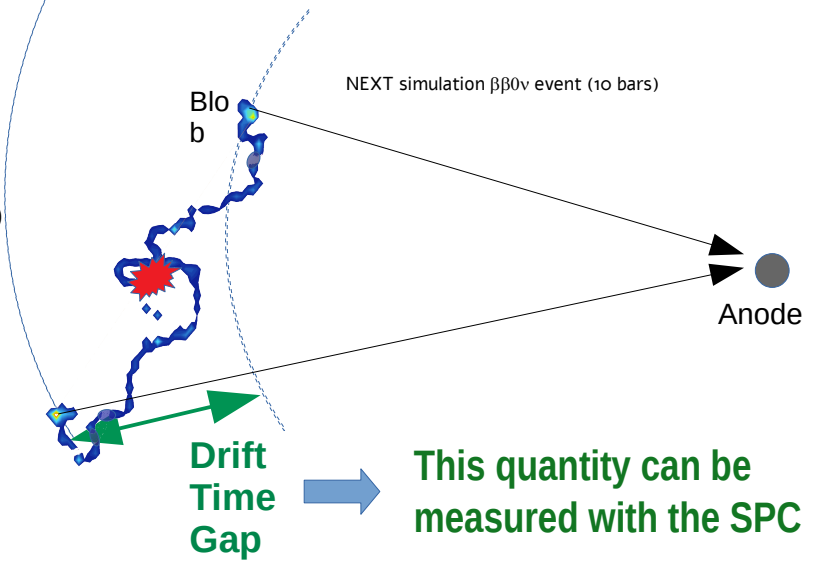 NEXT simulation ββ0ν event (10 bars)
Blo
b
Anode
Drift
Time
Gap
This quantity can be
measured with the SPC